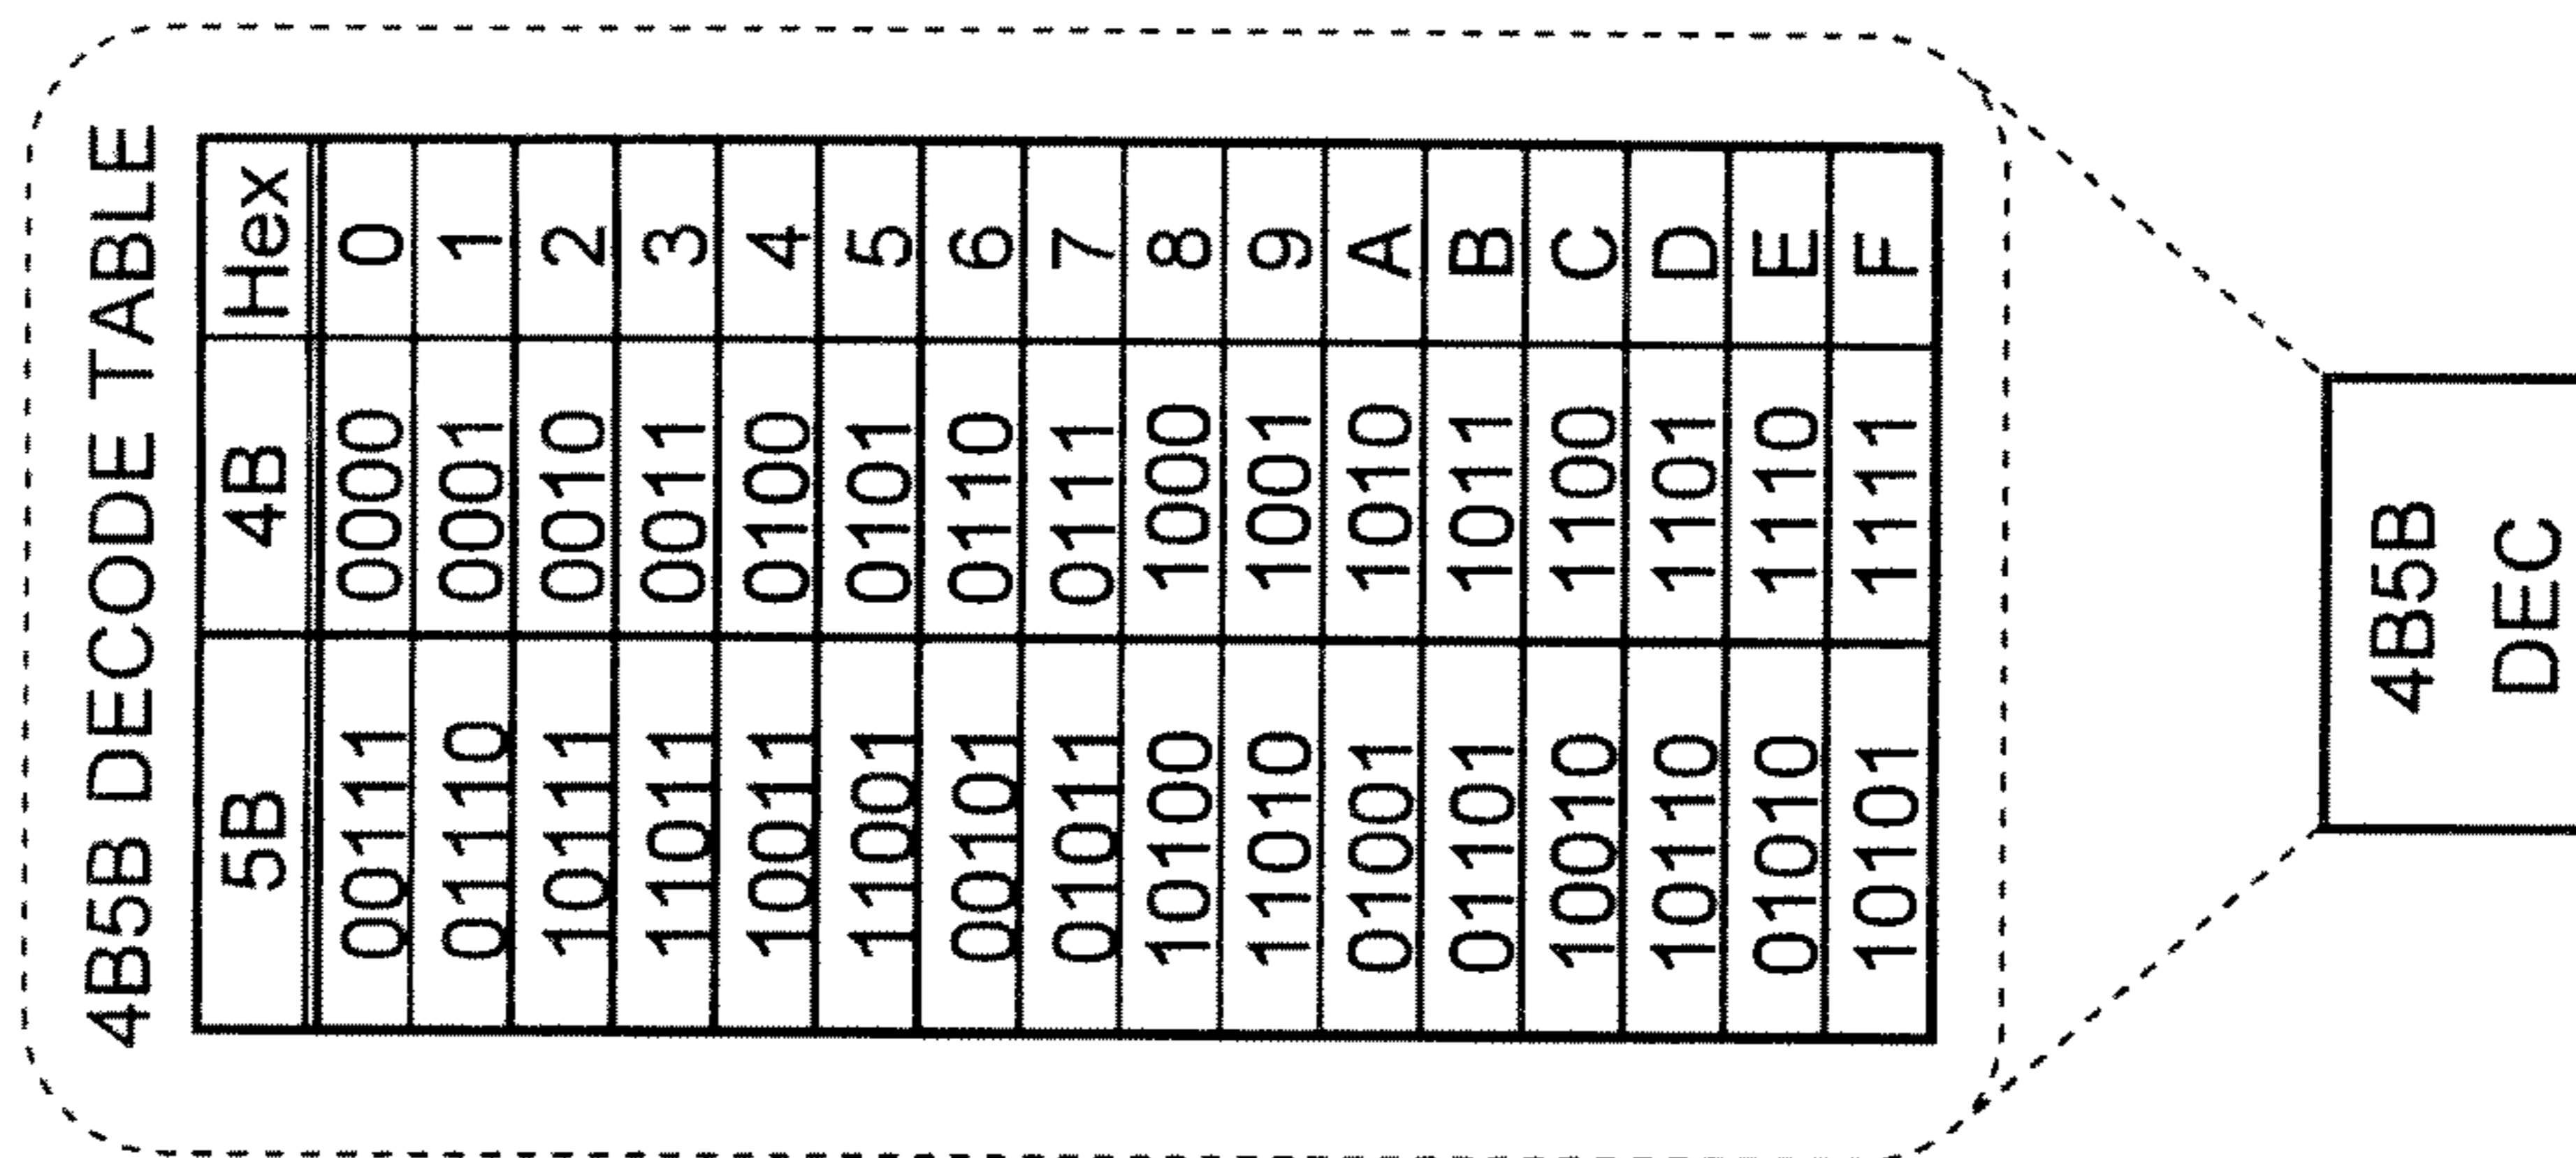 4B5B DECODE TABLE
5B 4B Hex
00111 0000 0
01110 0001 1
10111 0010 2
11011 0011 3
10011 0100 4
11001 0101 5
00101 0110 6
01011 0111 7
10100 1000 8
11010 1001 9
01001 1010 A
01101 1011 B
10010 1100 C
10110 1101 D
01010 1110 E
10101 1111 F
4B5B
DEC